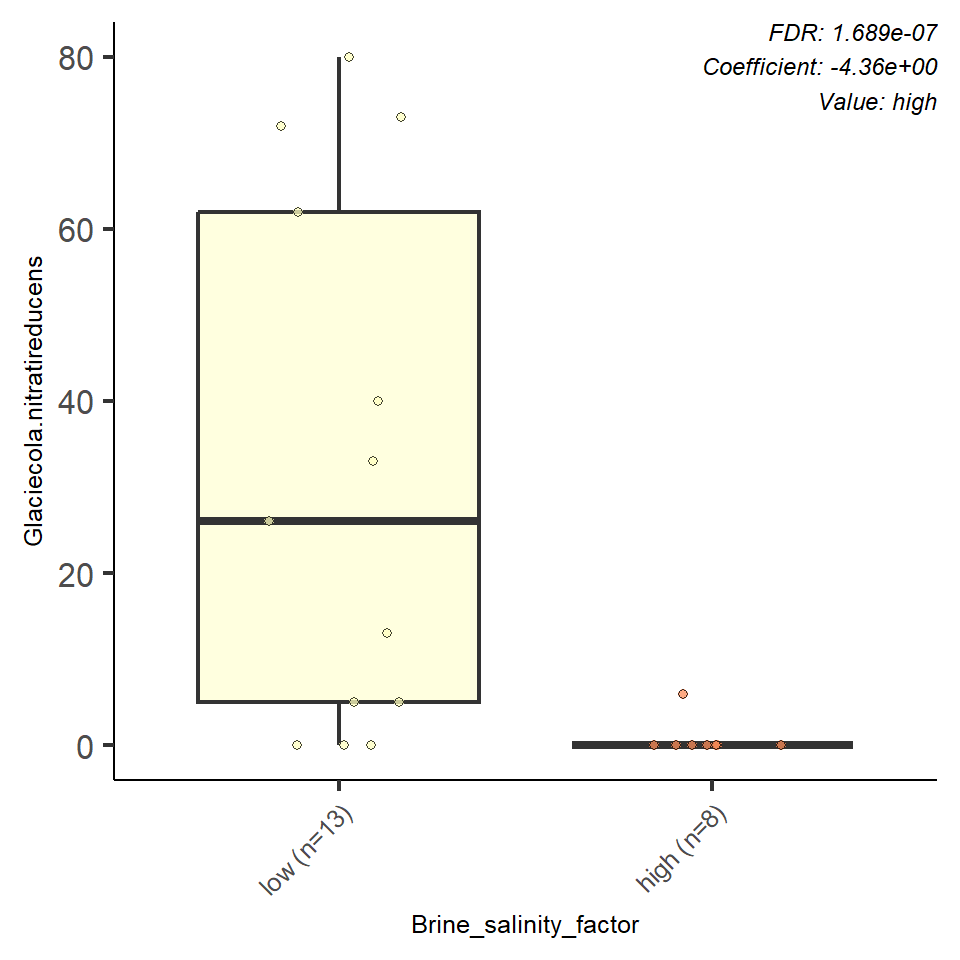 FDR: 1.689e-07
Coefficient: -4.36e+00
Value: high
80
60
40
20
0
Glaciecola.nitratireducens
low (n=13)
high (n=8)
Brine_salinity_factor